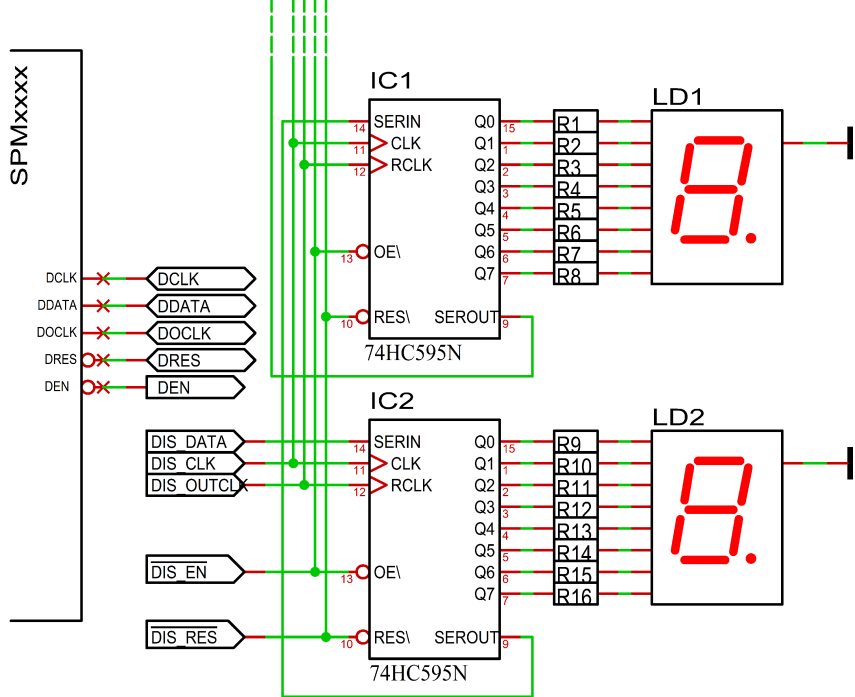 SPMxxxx
DCLK
DDATA
DOCLK
DRES
DEN
DCLK
DDATA
DOCLK
DRES
DEN
IC1
14 SERIN
11 CLK
12 RCLK
13 OE\
10 RES\
Q0 15
Q1 1
Q2 2
Q3 3
Q4 4
Q5 5
Q6 6
Q7 7
SEROUT 9
74HC595N
R1
R2
R3
R4
R5
R6
R7
R8
LD1
8.
DIS_DATA
DIS_CLK
DIS_OUTCLK
DIS_EN
DIS_RES
IC2
14 SERIN
11 CLK
12 RCLK
13 OE\
10 RES\
Q0 15
Q1 1
Q2 2
Q3 3
Q4 4
Q5 5
Q6 6
Q7 7
SEROUT 9
74HC595N
R9
R10
R11
R12
R13
R14
R15
R16
LD2
8.